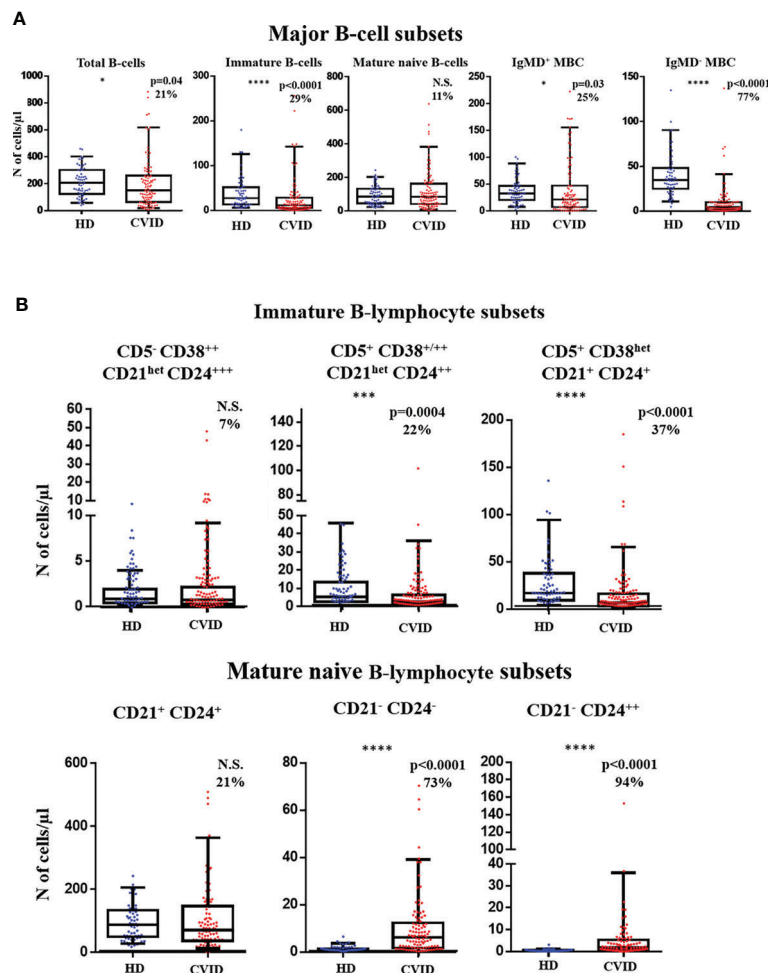 A
Major B-cell subsets
Total B-cells
Immature B-cells
Mature naive B-cells
IgMD⁺ MBC
IgMD⁻ MBC
* p=0.04
21%
**** p<0.0001
29%
N.S.
11%
* p=0.03
25%
**** p<0.0001
77%
N of cells/µl
1000
800
600
400
200
0
HD CVID
300
200
100
50
0
HD CVID
800
600
400
200
0
HD CVID
250
200
150
100
50
0
HD CVID
150
100
50
0
HD CVID
B
Immature B-lymphocyte subsets
CD5⁻ CD38⁺⁺
CD21ʰᵉᵗ CD24⁺⁺⁺
CD5⁺ CD38⁺/⁺⁺
CD21ʰᵉᵗ CD24⁺⁺
CD5⁺ CD38ʰᵉᵗ
CD21⁺ CD24⁺
N.S.
7%
***
p=0.0004
22%
****
p<0.0001
37%
N of cells/µl
60
50
40
30
20
10
5
0
HD CVID
140
120
100
80
60
50
40
30
20
10
0
HD CVID
200
150
100
50
0
HD CVID
Mature naive B-lymphocyte subsets
CD21⁺ CD24⁺
CD21⁻ CD24⁻
CD21⁻ CD24⁺⁺
N.S.
21%
****
p<0.0001
73%
****
p<0.0001
94%
N of cells/µl
600
400
200
0
HD CVID
80
60
40
20
0
HD CVID
200
180
160
140
120
100
80
60
50
40
30
20
10
0
HD CVID